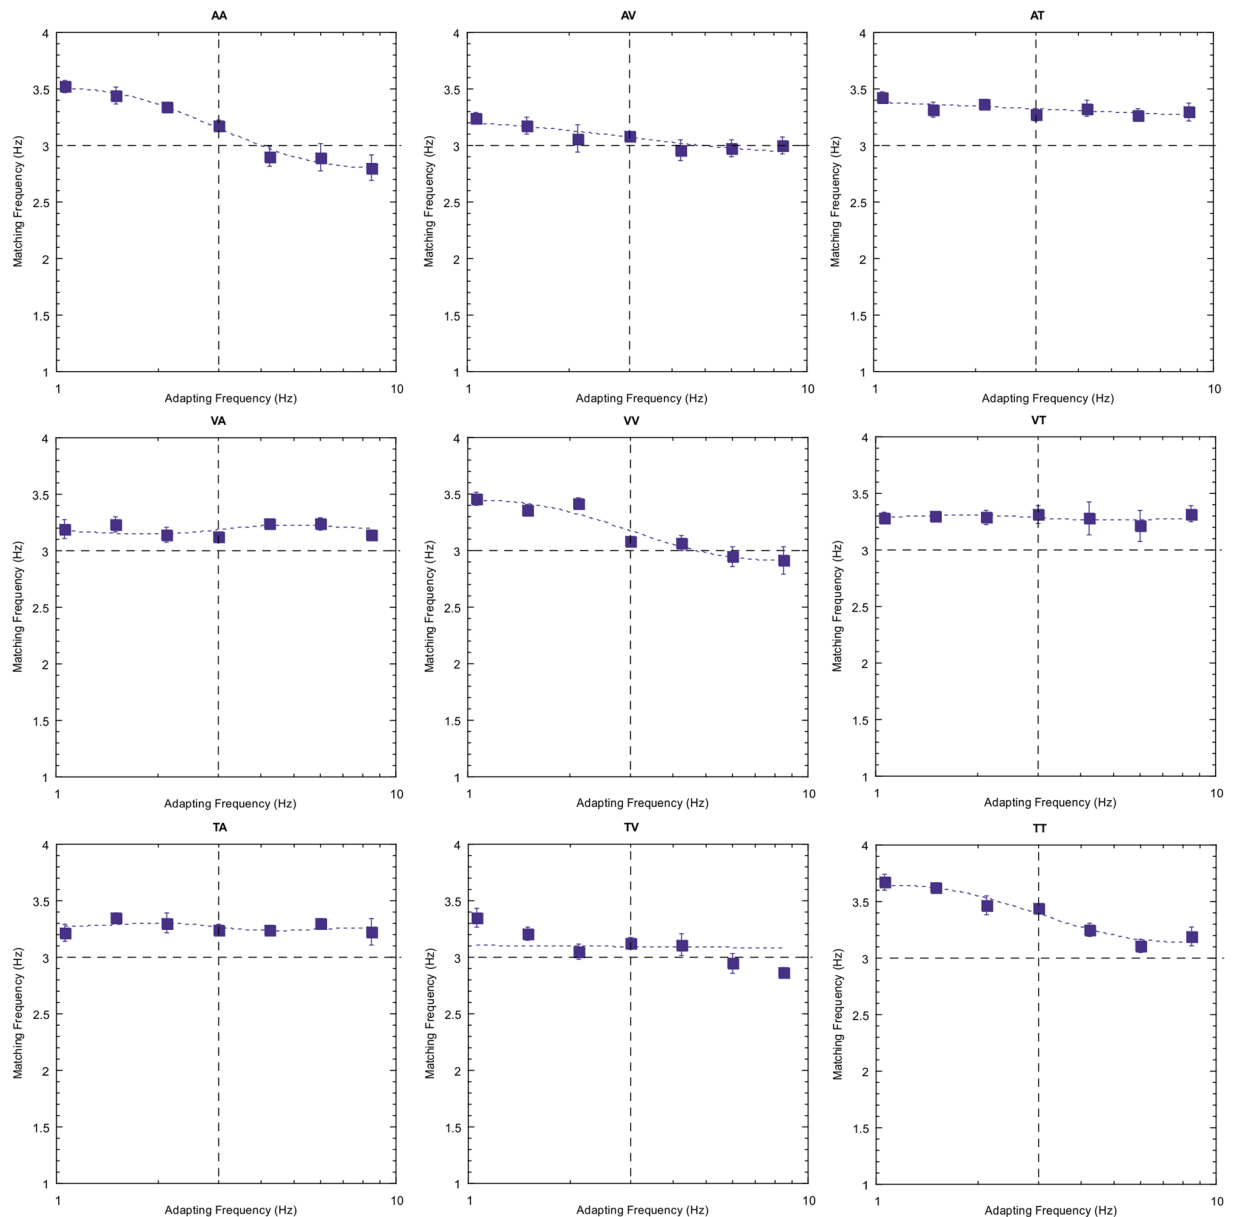 AA AV AT
4 4 4
3.5 3.5 3.5
3 3 3
2.5 2.5 2.5
2 2 2
1.5 1.5 1.5
1 1 1
Matching Frequency (Hz) Matching Frequency (Hz) Matching Frequency (Hz)
1 10 1 10 1 10
Adapting Frequency (Hz) Adapting Frequency (Hz) Adapting Frequency (Hz)
VA VV VT
4 4 4
3.5 3.5 3.5
3 3 3
2.5 2.5 2.5
2 2 2
1.5 1.5 1.5
1 1 1
Matching Frequency (Hz) Matching Frequency (Hz) Matching Frequency (Hz)
1 10 1 10 1 10
Adapting Frequency (Hz) Adapting Frequency (Hz) Adapting Frequency (Hz)
TA TV TT
4 4 4
3.5 3.5 3.5
3 3 3
2.5 2.5 2.5
2 2 2
1.5 1.5 1.5
1 1 1
Matching Frequency (Hz) Matching Frequency (Hz) Matching Frequency (Hz)
1 10 1 10 1 10
Adapting Frequency (Hz) Adapting Frequency (Hz) Adapting Frequency (Hz)